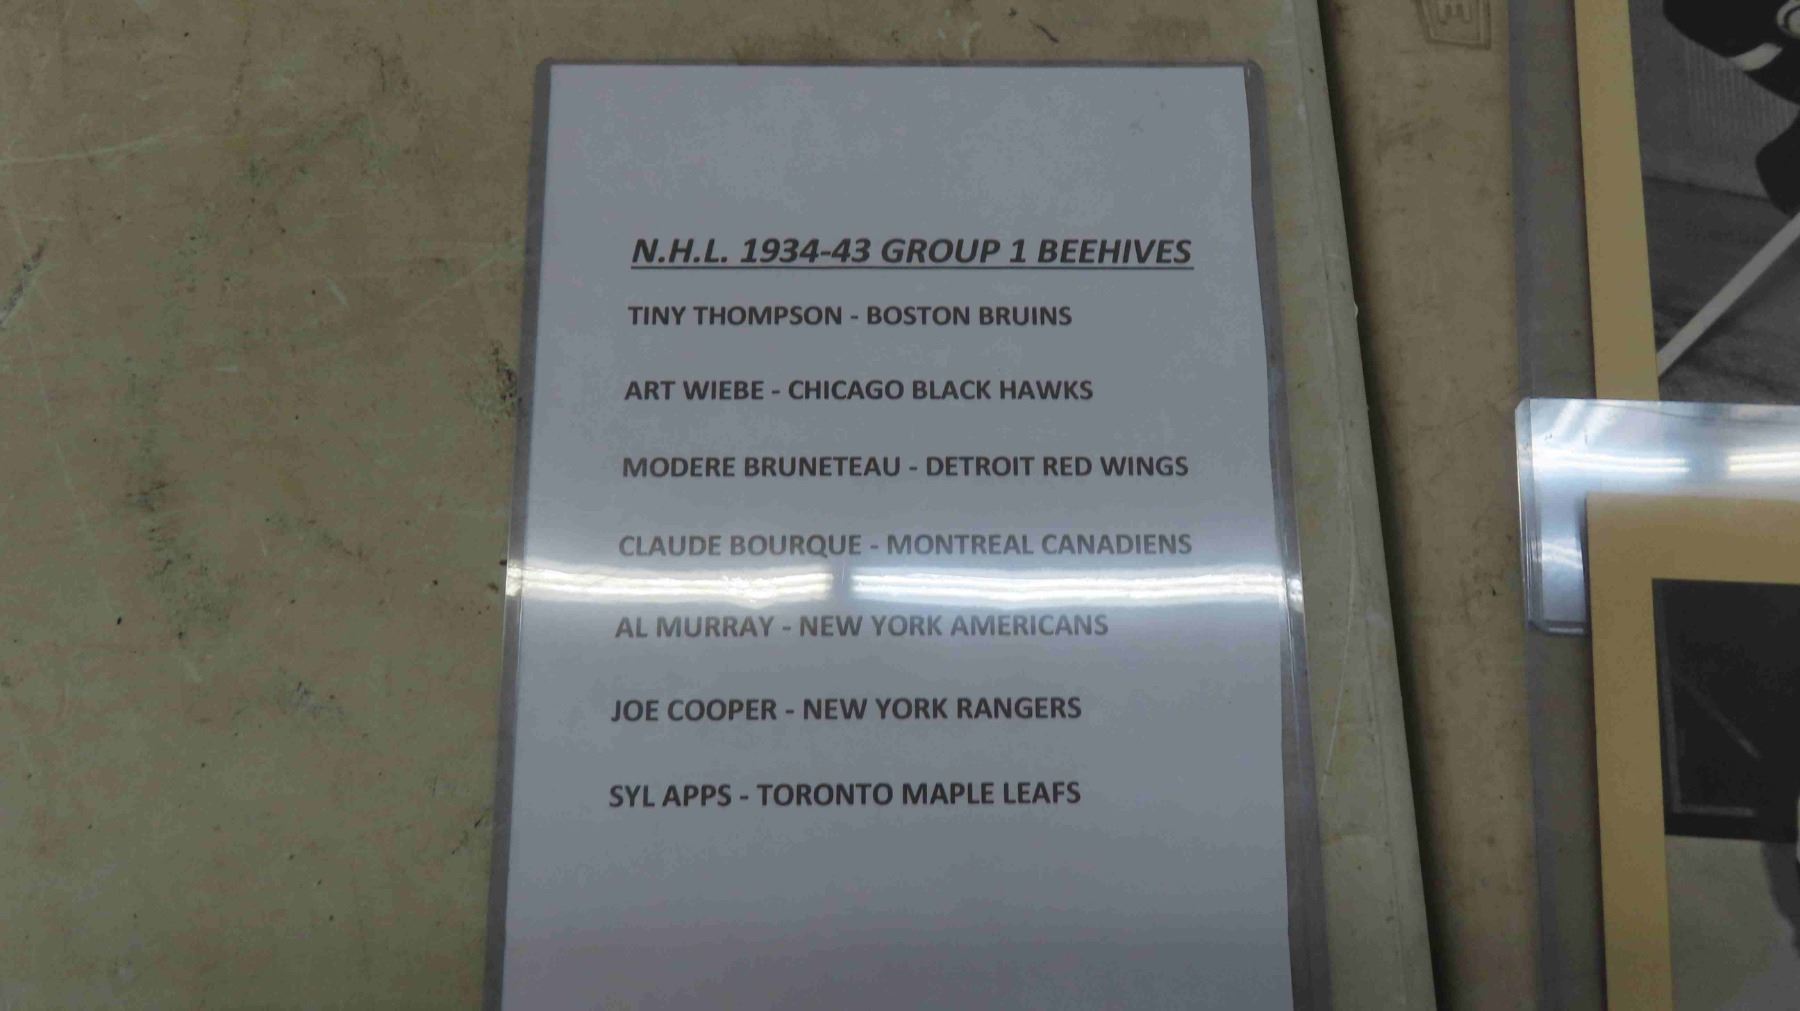 N.H.L. 1934-43 GROUP 1 BEEHIVES
TINY THOMPSON - BOSTON BRUINS
ART WIEBE - CHICAGO BLACK HAWKS
MODERE BRUNETEAU - DETROIT RED WINGS
CLAUDE BOURQUE - MONTREAL CANADIENS
AL MURRAY - NEW YORK AMERICANS
JOE COOPER - NEW YORK RANGERS
SYL APPS - TORONTO MAPLE LEAFS